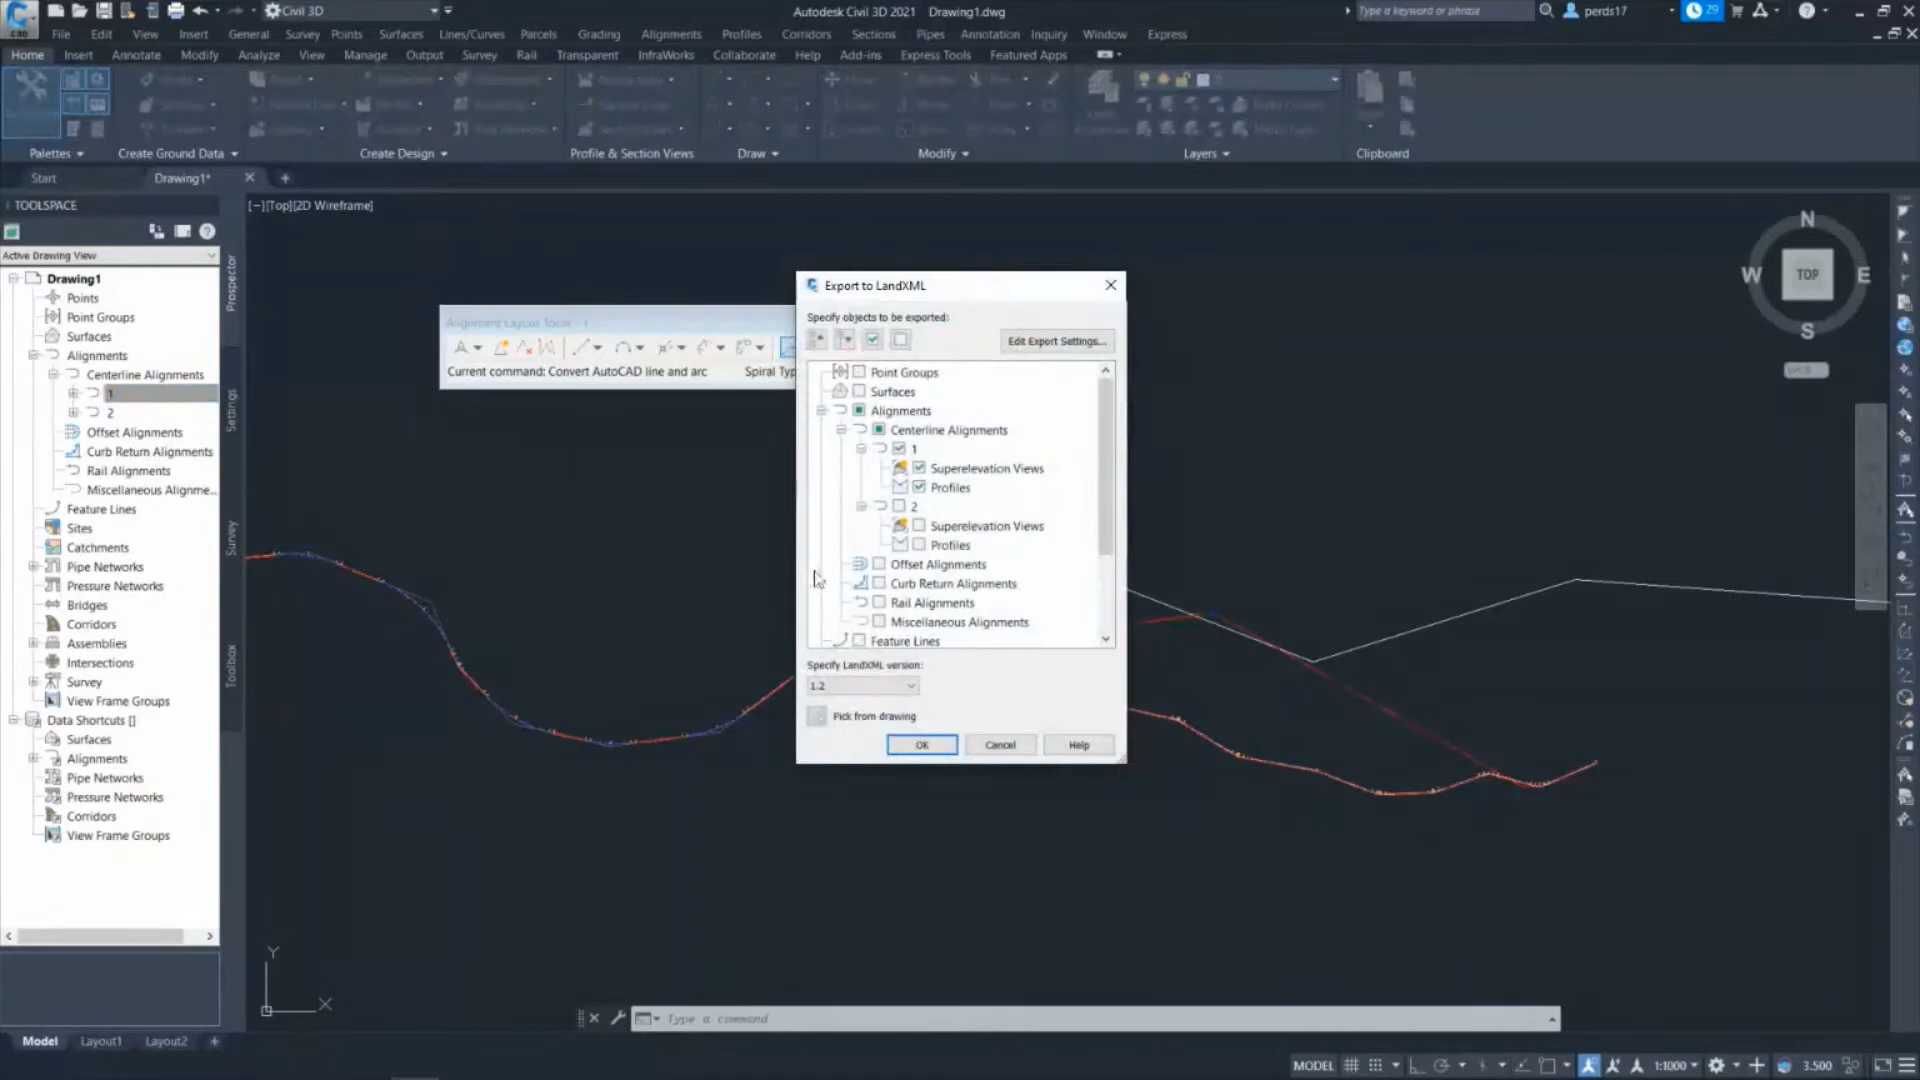 Civil 3D
Autodesk Civil 3D 2021 Drawing1.dwg
Type a keyword or phrase
perds17
29
C3D
File Edit View Insert General Survey Points Surfaces Lines/Curves Parcels Grading Alignments Profiles Corridors Sections Pipes Annotation Inquiry Window Express
Home Insert Annotate Modify Analyze View Manage Output Survey Rail Transparent InfraWorks Collaborate Help Add-ins Express Tools Featured Apps
Palettes Create Ground Data Create Design Profile & Section Views Draw Modify Layers Clipboard
Start Drawing1*
TOOLSPACE
[−][Top][2D Wireframe]
Active Drawing View
Prospector
Settings
Survey
Toolbox
Drawing1
Points
Point Groups
Surfaces
Alignments
Centerline Alignments
1
2
Offset Alignments
Curb Return Alignments
Rail Alignments
Miscellaneous Alignme...
Feature Lines
Sites
Catchments
Pipe Networks
Pressure Networks
Bridges
Corridors
Assemblies
Intersections
Survey
View Frame Groups
Data Shortcuts []
Surfaces
Alignments
Pipe Networks
Pressure Networks
Corridors
View Frame Groups
Alignment Layout Tools - 1
Current command: Convert AutoCAD line and arc Spiral Typ
Export to LandXML
Specify objects to be exported:
Edit Export Settings...
Point Groups
Surfaces
Alignments
Centerline Alignments
1
Superelevation Views
Profiles
2
Superelevation Views
Profiles
Offset Alignments
Curb Return Alignments
Rail Alignments
Miscellaneous Alignments
Feature Lines
Specify LandXML version:
1.2
Pick from drawing
OK Cancel Help
N
W TOP E
S
WCS
Y
X
Type a command
Model Layout1 Layout2
MODEL 1:1000 3.500